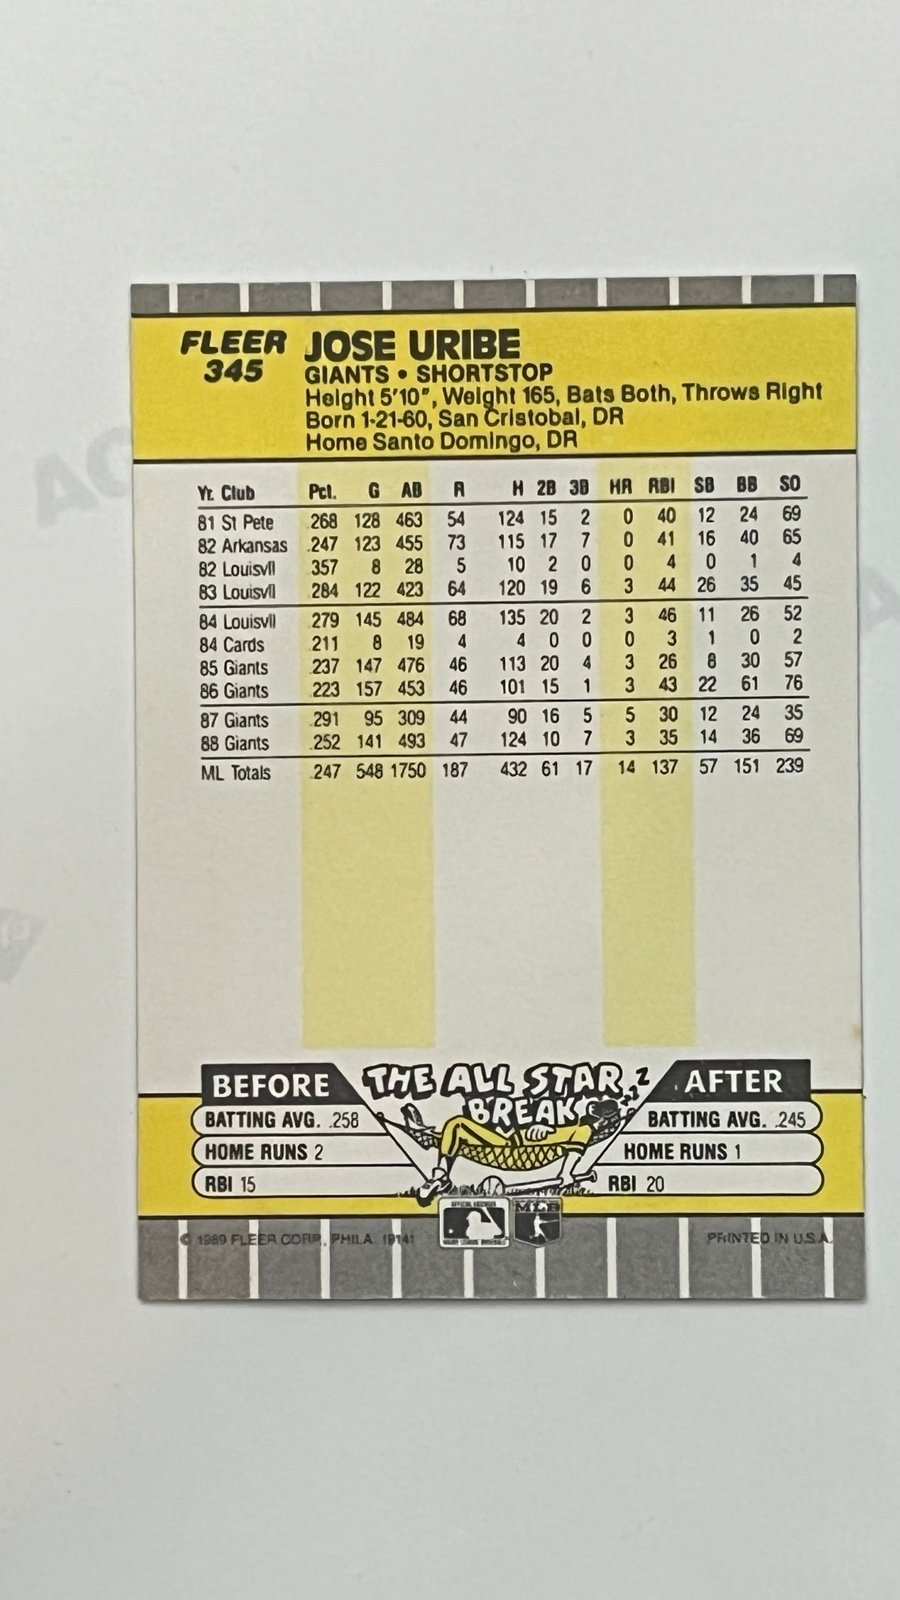 FLEER JOSE URIBE
345 GIANTS • SHORTSTOP
Height 5'10", Weight 165, Bats Both, Throws Right
Born 1-21-60, San Cristobal, DR
Home Santo Domingo, DR
Yr. Club Pct. G AB R H 2B 3B HR RBI SB BB SO
81 St Pete .268 128 463 54 124 15 2 0 40 12 24 69
82 Arkansas .247 123 455 73 115 17 7 0 41 16 40 65
82 Louisvll 357 8 28 5 10 2 0 0 4 0 1 4
83 Louisvll 284 122 423 64 120 19 6 3 44 26 35 45
84 Louisvll 279 145 484 68 135 20 2 3 46 11 26 52
84 Cards .211 8 19 4 4 0 0 0 3 1 0 2
85 Giants .237 147 476 46 113 20 4 3 26 8 30 57
86 Giants .223 157 453 46 101 15 1 3 43 22 61 76
87 Giants .291 95 309 44 90 16 5 5 30 12 24 35
88 Giants .252 141 493 47 124 10 7 3 35 14 36 69
ML Totals .247 548 1750 187 432 61 17 14 137 57 151 239
BEFORE THE ALL STAR BREAK AFTER
BATTING AVG. .258 BATTING AVG. .245
HOME RUNS 2 HOME RUNS 1
RBI 15 RBI 20
MLB
© 1989 FLEER CORP., PHILA. 19141 PRINTED IN U.S.A.